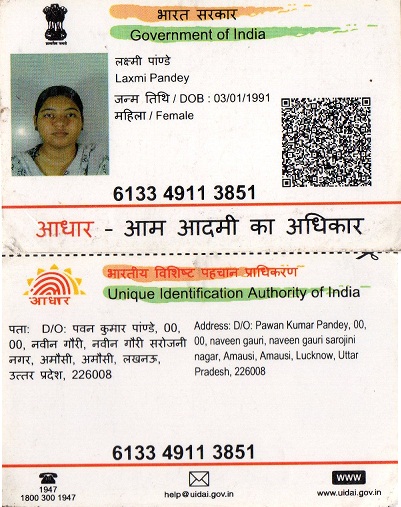 भारत सरकार
Government of India
लक्ष्मी पांण्डे
Laxmi Pandey
जन्म तिथि / DOB : 03/01/1991
महिला / Female
6133 4911 3851
आधार - आम आदमी का अधिकार
भारतीय विशिष्ट पहचान प्राधिकरण
Unique Identification Authority of India
आधार
पता: D/O: पवन कुमार पांण्डे, 00,
00, नवीन गौरी, नवीन गौरी सरोजनी
नगर, अमौसी, अमौसी, लखनऊ,
उत्तर प्रदेश, 226008
Address: D/O: Pawan Kumar Pandey, 00,
00, naveen gauri, naveen gauri sarojini
nagar, Amausi, Amausi, Lucknow, Uttar
Pradesh, 226008
6133 4911 3851
1947
1800 300 1947
help@uidai.gov.in
www
www.uidai.gov.in